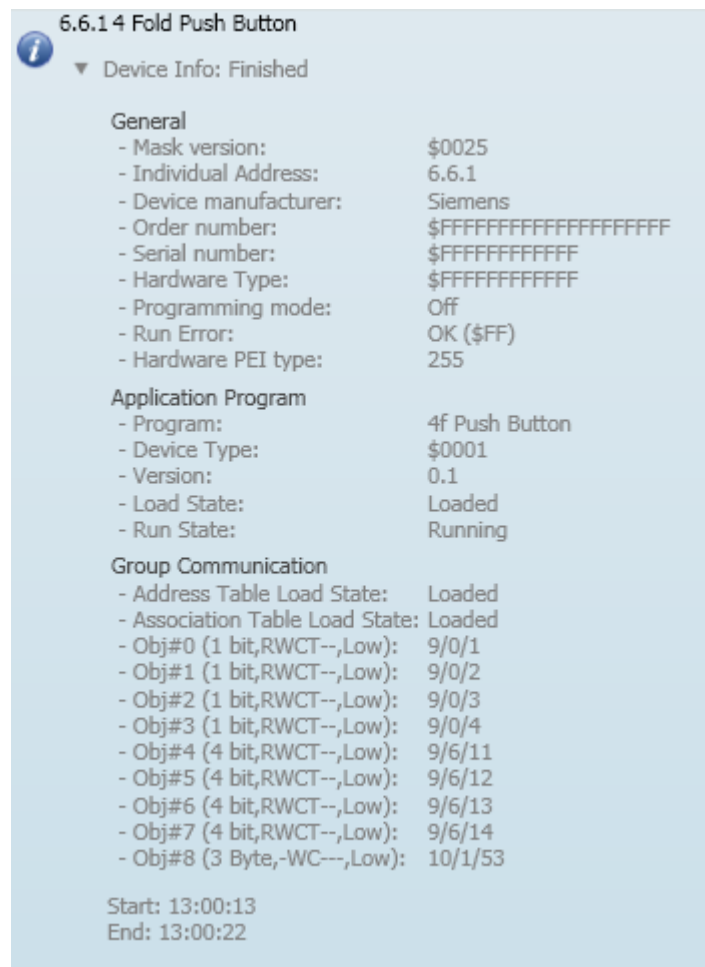 6.6.1 4 Fold Push Button
Device Info: Finished
General
- Mask version: $0025
- Individual Address: 6.6.1
- Device manufacturer: Siemens
- Order number: $FFFFFFFFFFFFFFFFFFFF
- Serial number: $FFFFFFFFFFFF
- Hardware Type: $FFFFFFFFFFFF
- Programming mode: Off
- Run Error: OK ($FF)
- Hardware PEI type: 255
Application Program
- Program: 4f Push Button
- Device Type: $0001
- Version: 0.1
- Load State: Loaded
- Run State: Running
Group Communication
- Address Table Load State: Loaded
- Association Table Load State: Loaded
- Obj#0 (1 bit,RWCT--,Low): 9/0/1
- Obj#1 (1 bit,RWCT--,Low): 9/0/2
- Obj#2 (1 bit,RWCT--,Low): 9/0/3
- Obj#3 (1 bit,RWCT--,Low): 9/0/4
- Obj#4 (4 bit,RWCT--,Low): 9/6/11
- Obj#5 (4 bit,RWCT--,Low): 9/6/12
- Obj#6 (4 bit,RWCT--,Low): 9/6/13
- Obj#7 (4 bit,RWCT--,Low): 9/6/14
- Obj#8 (3 Byte,-WC---,Low): 10/1/53
Start: 13:00:13
End: 13:00:22